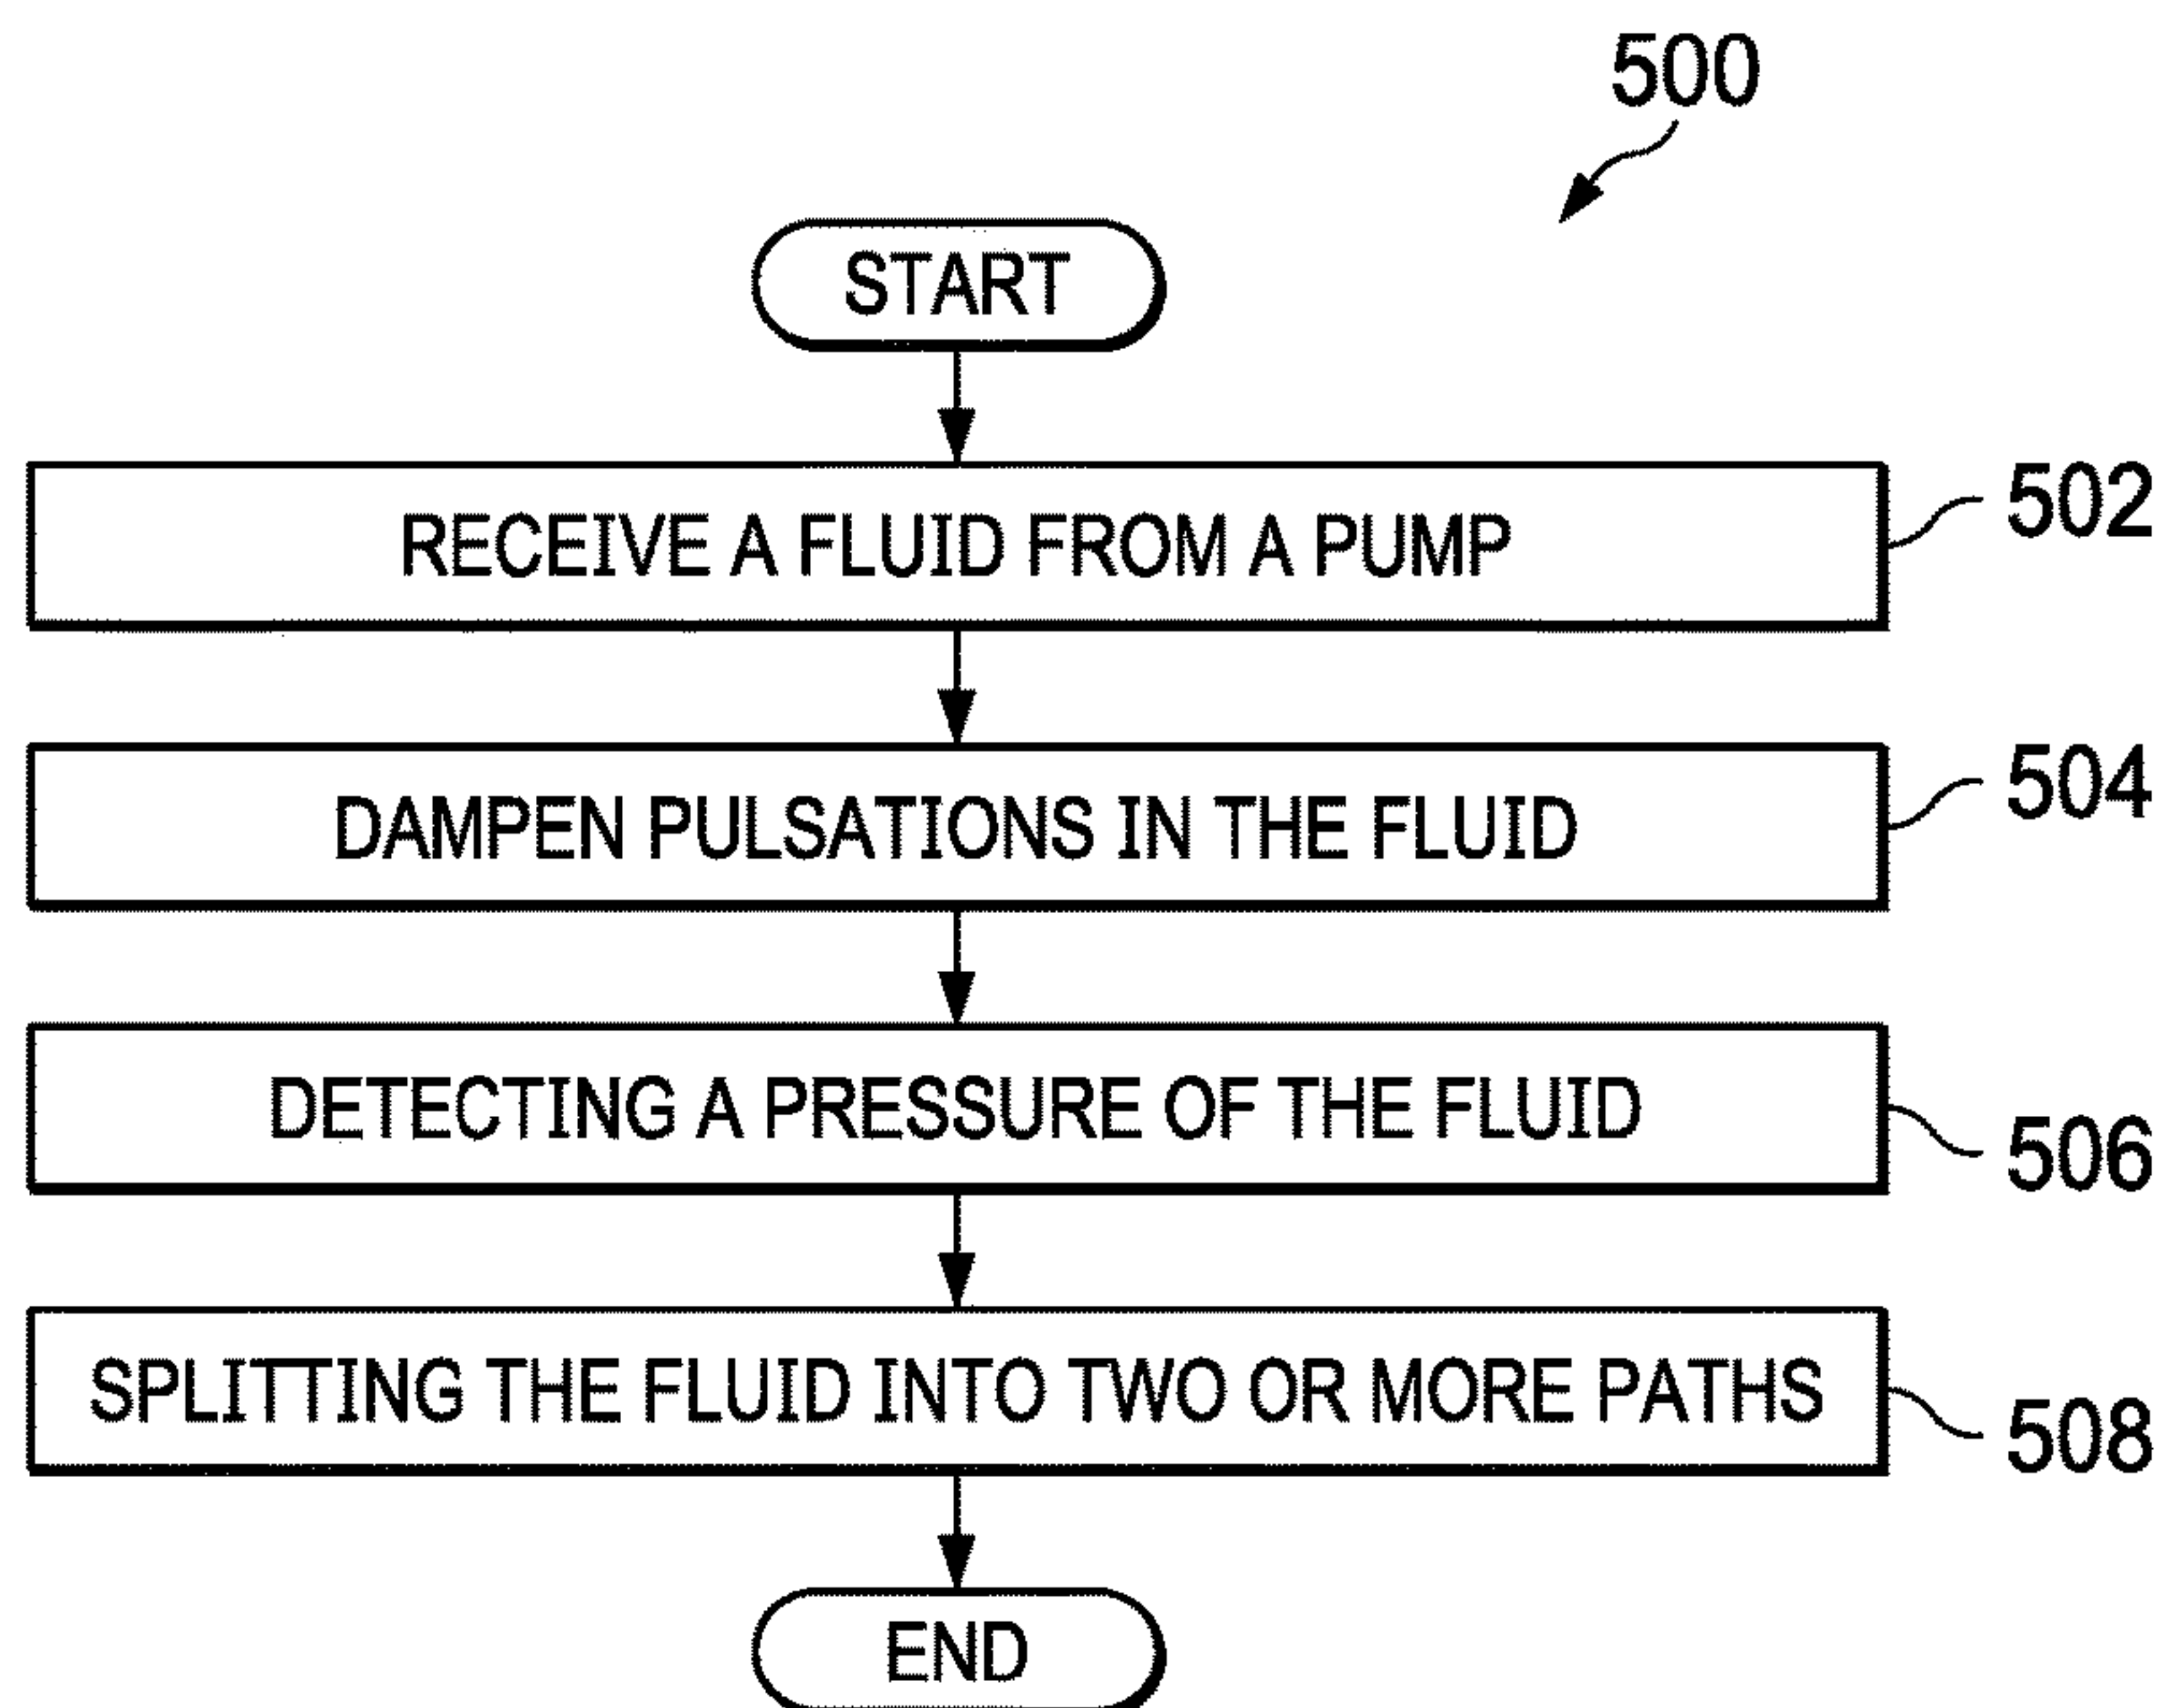 500
START
RECEIVE A FLUID FROM A PUMP
502
DAMPEN PULSATIONS IN THE FLUID
504
DETECTING A PRESSURE OF THE FLUID
506
SPLITTING THE FLUID INTO TWO OR MORE PATHS
508
END